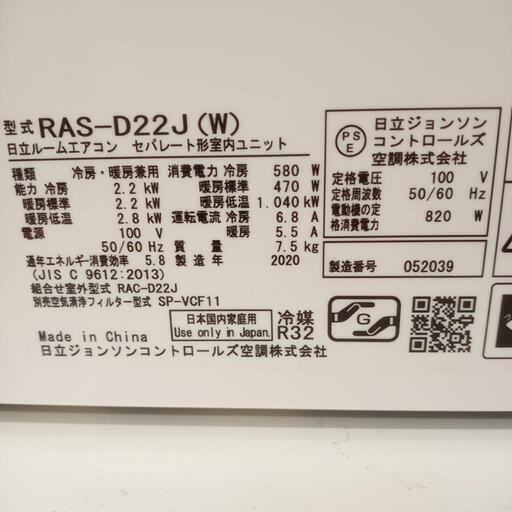 型式 RAS-D22J(W)
日立ルームエアコン セパレート形室内ユニット
種類 冷房・暖房兼用 消費電力 冷房 580 W
能力 冷房 2.2 kW 暖房標準 470 W
暖房標準 2.2 kW 暖房低温 1.040 kW
暖房低温 2.8 kW 運転電流 冷房 6.8 A
電源 100 V 暖房 5.5 A
50/60 Hz 質量 7.5 kg
通年エネルギー消費効率 5.8 製造年 2020
(JIS C 9612:2013)
組合せ室外型式 RAC-D22J
別売空気清浄フィルター型式 SP-VCF11
日本国内家庭用
Use only in Japan.
冷媒
R32
Made in China
日立ジョンソンコントロールズ空調株式会社
PS
E
日立ジョンソン
コントロールズ
空調株式会社
定格電圧 100 V
定格周波数 50/60 Hz
電動機の定
格消費電力 820 W
製造番号 052039
G